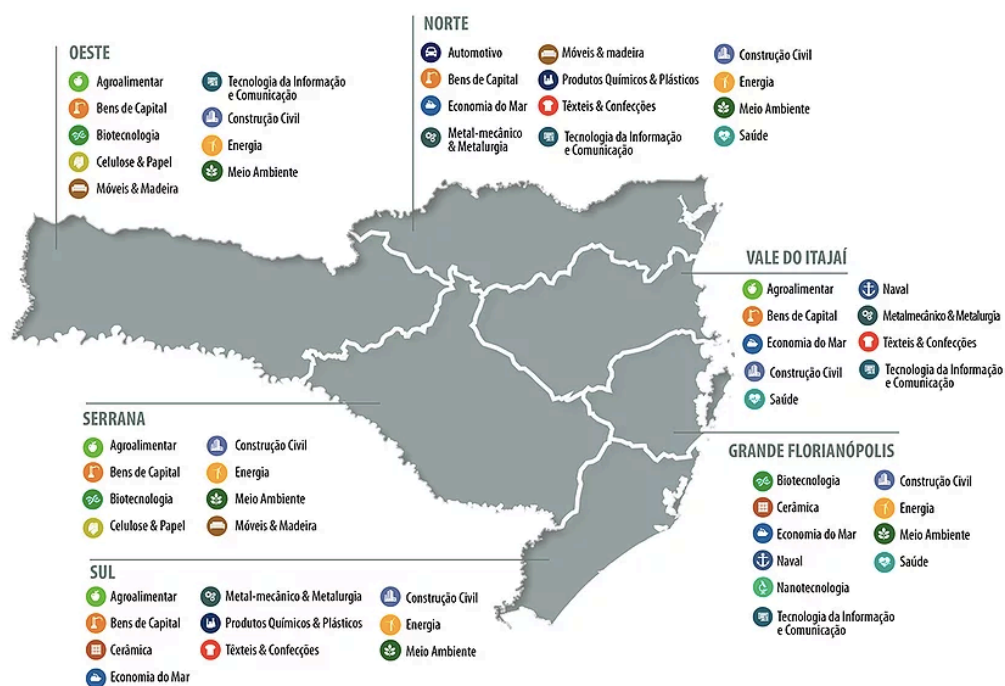 OESTE
Agroalimentar
Bens de Capital
Biotecnologia
Celulose & Papel
Móveis & Madeira
Tecnologia da Informação
e Comunicação
Construção Civil
Energia
Meio Ambiente
NORTE
Automotivo
Bens de Capital
Economia do Mar
Metal-mecânico
& Metalurgia
Móveis & madeira
Produtos Químicos & Plásticos
Têxteis & Confecções
Tecnologia da Informação
e Comunicação
Construção Civil
Energia
Meio Ambiente
Saúde
VALE DO ITAJAÍ
Agroalimentar
Bens de Capital
Economia do Mar
Construção Civil
Saúde
Naval
Metalmecânico & Metalurgia
Têxteis & Confecções
Tecnologia da Informação
e Comunicação
SERRANA
Agroalimentar
Bens de Capital
Biotecnologia
Celulose & Papel
Construção Civil
Energia
Meio Ambiente
Móveis & Madeira
GRANDE FLORIANÓPOLIS
Biotecnologia
Cerâmica
Economia do Mar
Naval
Nanotecnologia
Tecnologia da Informação
e Comunicação
Construção Civil
Energia
Meio Ambiente
Saúde
SUL
Agroalimentar
Bens de Capital
Cerâmica
Economia do Mar
Metal-mecânico & Metalurgia
Produtos Químicos & Plásticos
Têxteis & Confecções
Construção Civil
Energia
Meio Ambiente